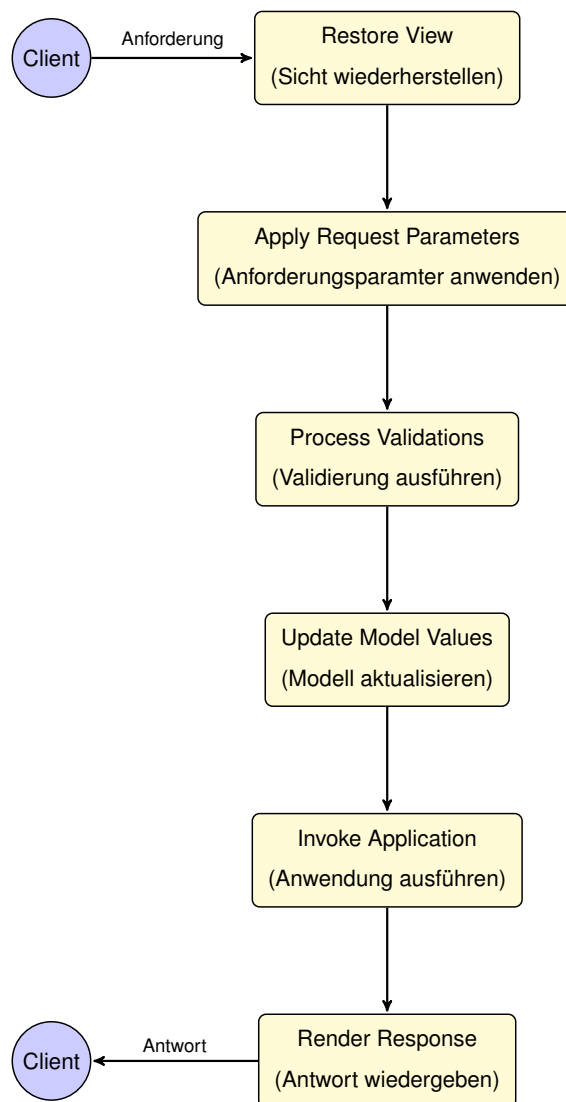 Client
Anforderung
Restore View
(Sicht wiederherstellen)
Apply Request Parameters
(Anforderungsparamter anwenden)
Process Validations
(Validierung ausführen)
Update Model Values
(Modell aktualisieren)
Invoke Application
(Anwendung ausführen)
Client
Antwort
Render Response
(Antwort wiedergeben)